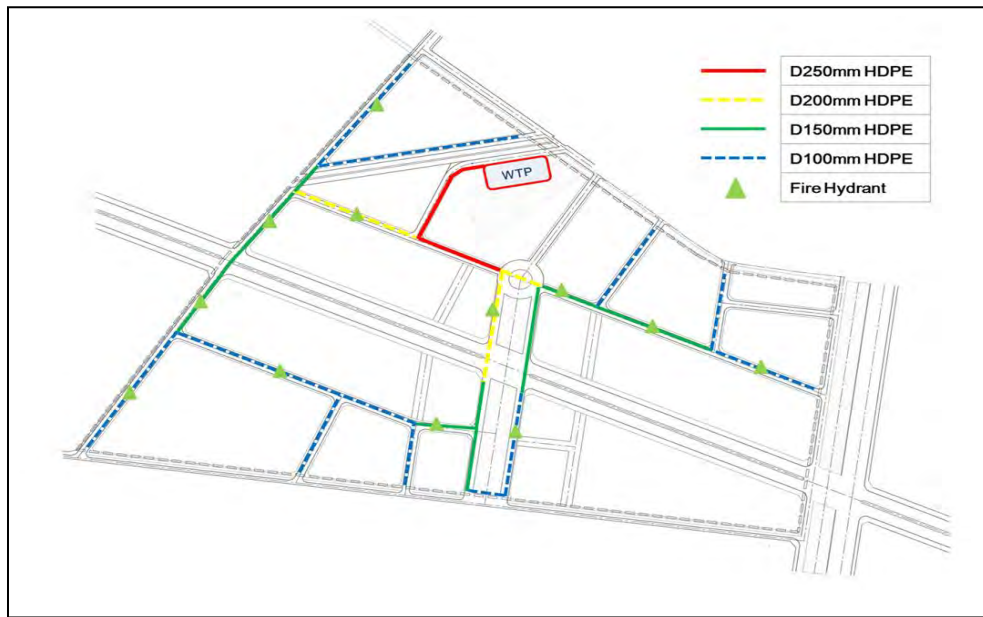 D250mm HDPE
D200mm HDPE
D150mm HDPE
D100mm HDPE
Fire Hydrant
WTP